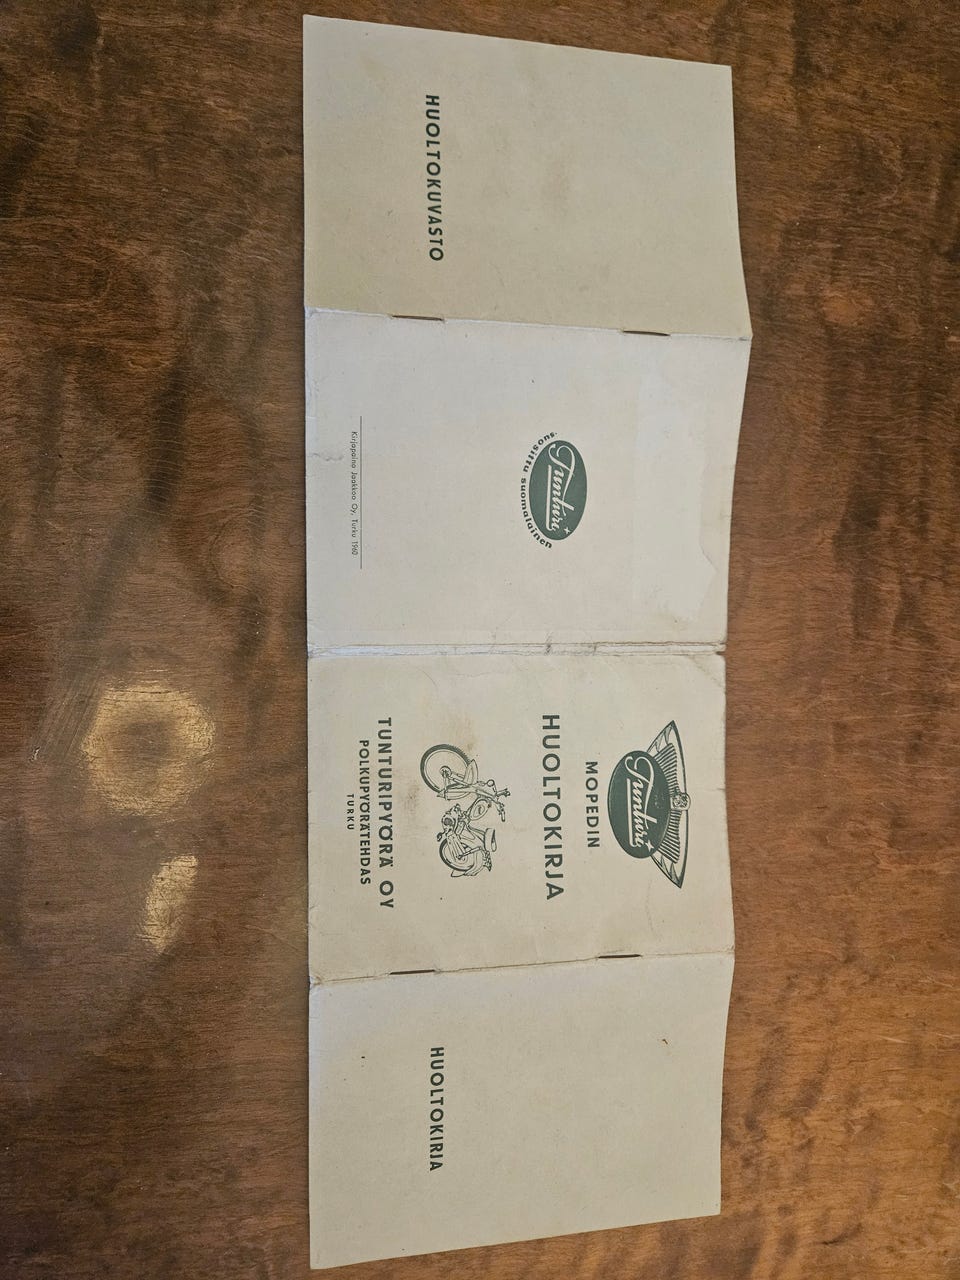 HUOLTOKUVASTO
Tunturi
suosittu suomalainen
Kirjapaino Jaakkoo Oy, Turku 1960
Tunturi
MOPEDIN
HUOLTOKIRJA
TUNTURIPYÖRÄ OY
POLKUPYÖRÄTEHDAS
TURKU
HUOLTOKIRJA